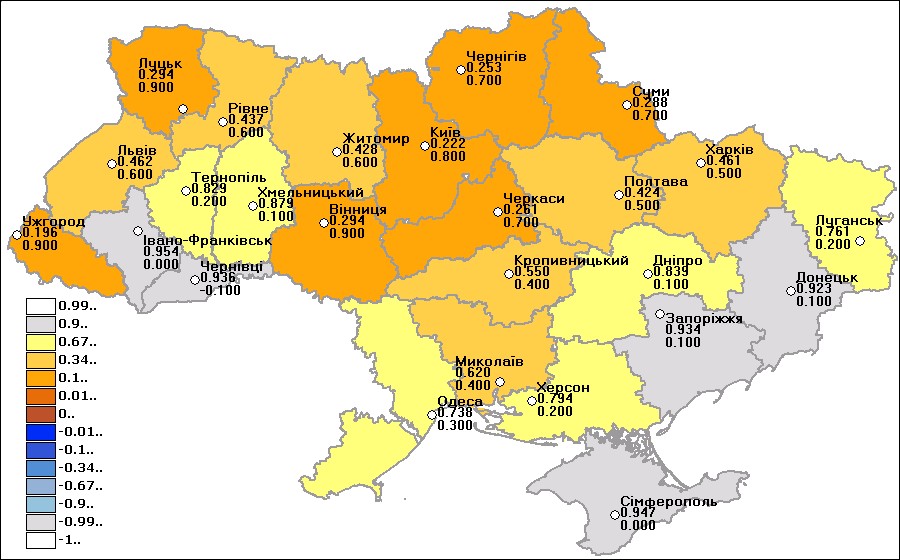 Луцьк
0.294
0.900
Рівне
0.437
0.600
Житомир
0.428
0.600
Київ
0.222
0.800
Чернігів
0.253
0.700
Суми
0.288
0.700
Львів
0.462
0.600
Тернопіль
0.829
0.200
Хмельницький
0.879
0.100
Вінниця
0.294
0.900
Черкаси
0.261
0.700
Полтава
0.424
0.500
Харків
0.461
0.500
Луганськ
0.761
0.200
Ужгород
0.196
0.900
Івано-Франківськ
0.954
0.000
Чернівці
0.936
-0.100
Кропивницький
0.550
0.400
Дніпро
0.839
0.100
Донецьк
0.923
0.100
Запоріжжя
0.934
0.100
Миколаїв
0.620
0.400
Одеса
0.738
0.300
Херсон
0.794
0.200
Сімферополь
0.947
0.000
0.99..
0.9..
0.67..
0.34..
0.1..
0.01..
0..
-0.01..
-0.1..
-0.34..
-0.67..
-0.9..
-0.99..
-1..